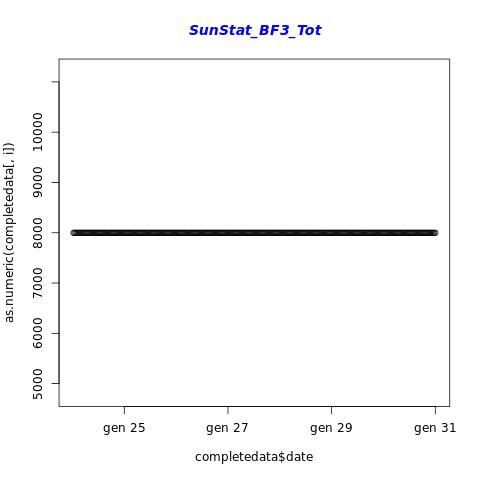 SunStat_BF3_Tot
as.numeric(completedata[, i])
10000
9000
8000
7000
6000
5000
gen 25 gen 27 gen 29 gen 31
completedata$date